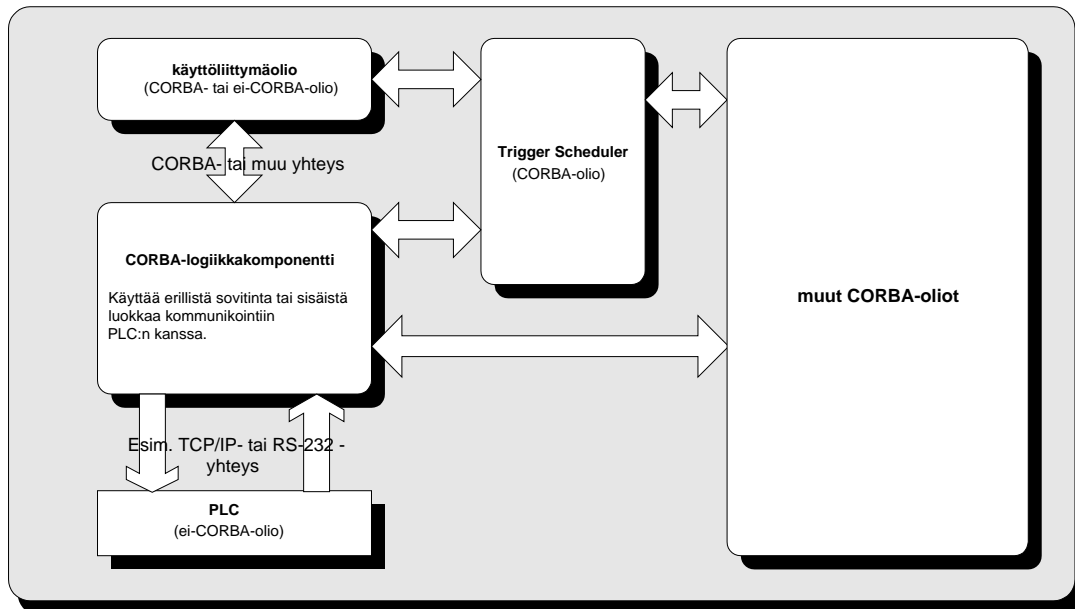 käyttöliittymäolio
(CORBA- tai ei-CORBA-olio)
CORBA- tai muu yhteys
Trigger Scheduler
(CORBA-olio)
CORBA-logiikkakomponentti
Käyttää erillistä sovitinta tai sisäistä
luokkaa kommunikointiin
PLC:n kanssa.
muut CORBA-oliot
Esim. TCP/IP- tai RS-232 -
yhteys
PLC
(ei-CORBA-olio)